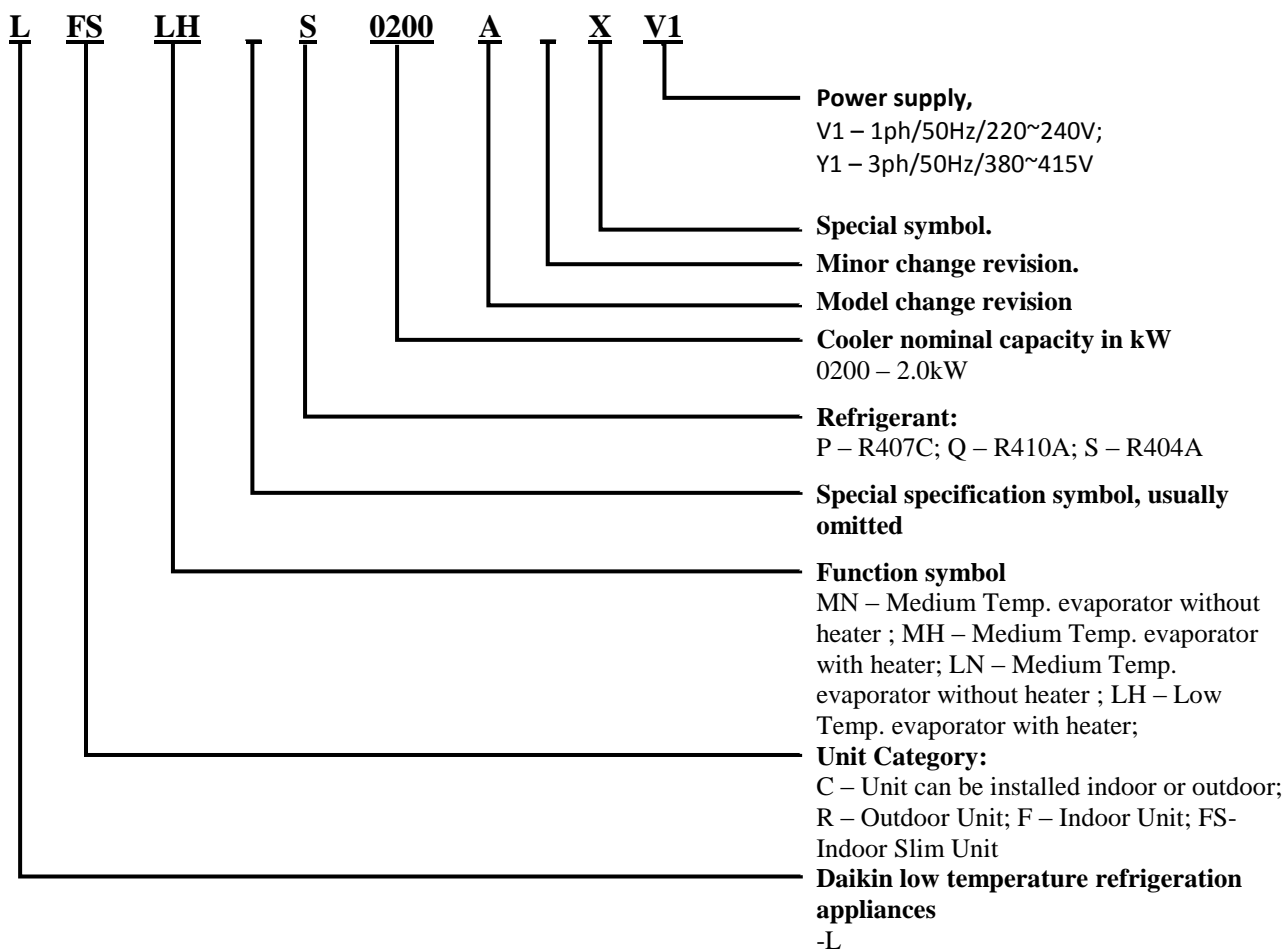 L FS LH _ S 0200 A _ X V1
Power supply,
V1 – 1ph/50Hz/220~240V;
Y1 – 3ph/50Hz/380~415V
Special symbol.
Minor change revision.
Model change revision
Cooler nominal capacity in kW
0200 – 2.0kW
Refrigerant:
P – R407C; Q – R410A; S – R404A
Special specification symbol, usually
omitted
Function symbol
MN – Medium Temp. evaporator without
heater ; MH – Medium Temp. evaporator
with heater; LN – Medium Temp.
evaporator without heater ; LH – Low
Temp. evaporator with heater;
Unit Category:
C – Unit can be installed indoor or outdoor;
R – Outdoor Unit; F – Indoor Unit; FS-
Indoor Slim Unit
Daikin low temperature refrigeration
appliances
-L